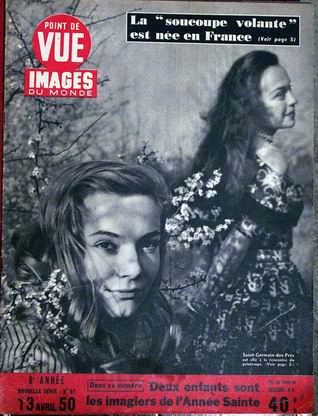 POINT DE
VUE
IMAGES
DU MONDE
La "soucoupe volante"
est née en France (Voir page 5)
Saint-Germain-des-Prés
est allé à la rencontre du
printemps. (Voir page 2.)
6e ANNÉE
NOUVELLE SÉRIE - N°
13 AVRIL 50
Dans ce numéro Deux enfants sont
les imagiers de l'Année Sainte
40